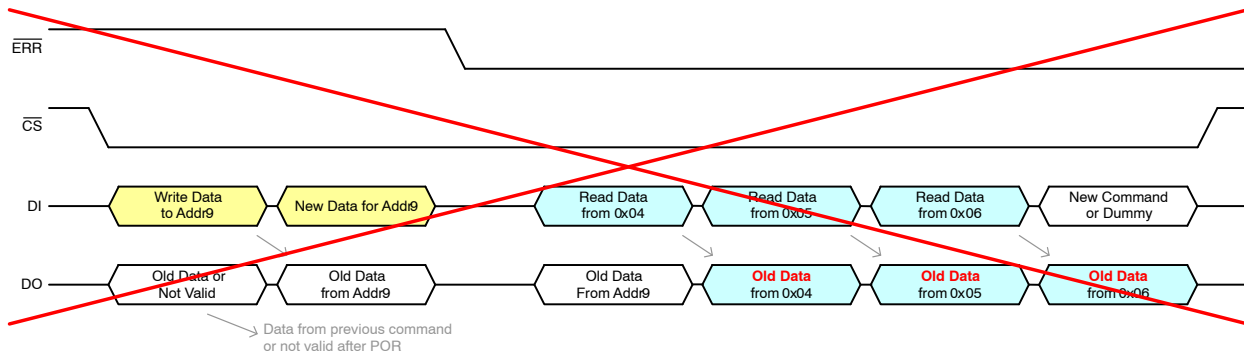 ERR
CS
DI
Write Data
to Addr9
New Data for Addr9
Read Data
from 0x04
Read Data
from 0x05
Read Data
from 0x06
New Command
or Dummy
DO
Old Data or
Not Valid
Old Data
from Addr9
Old Data
From Addr9
Old Data
from 0x04
Old Data
from 0x05
Old Data
from 0x06
Data from previous command
or not valid after POR